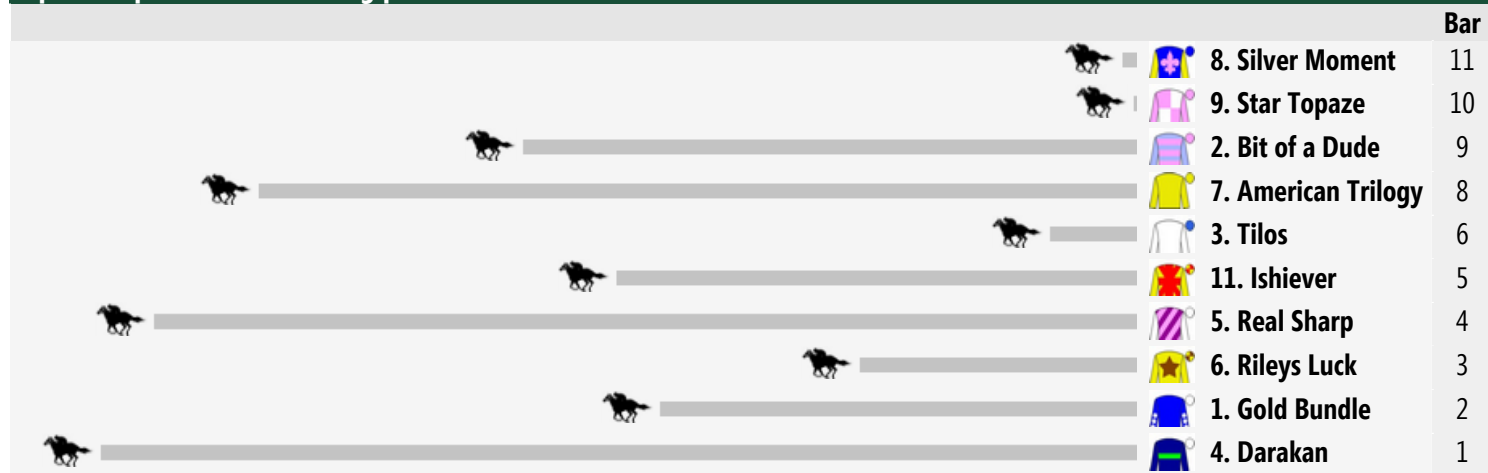 Bar
8. Silver Moment 11
9. Star Topaze 10
2. Bit of a Dude 9
7. American Trilogy 8
3. Tilos 6
11. Ishiever 5
5. Real Sharp 4
6. Rileys Luck 3
1. Gold Bundle 2
4. Darakan 1